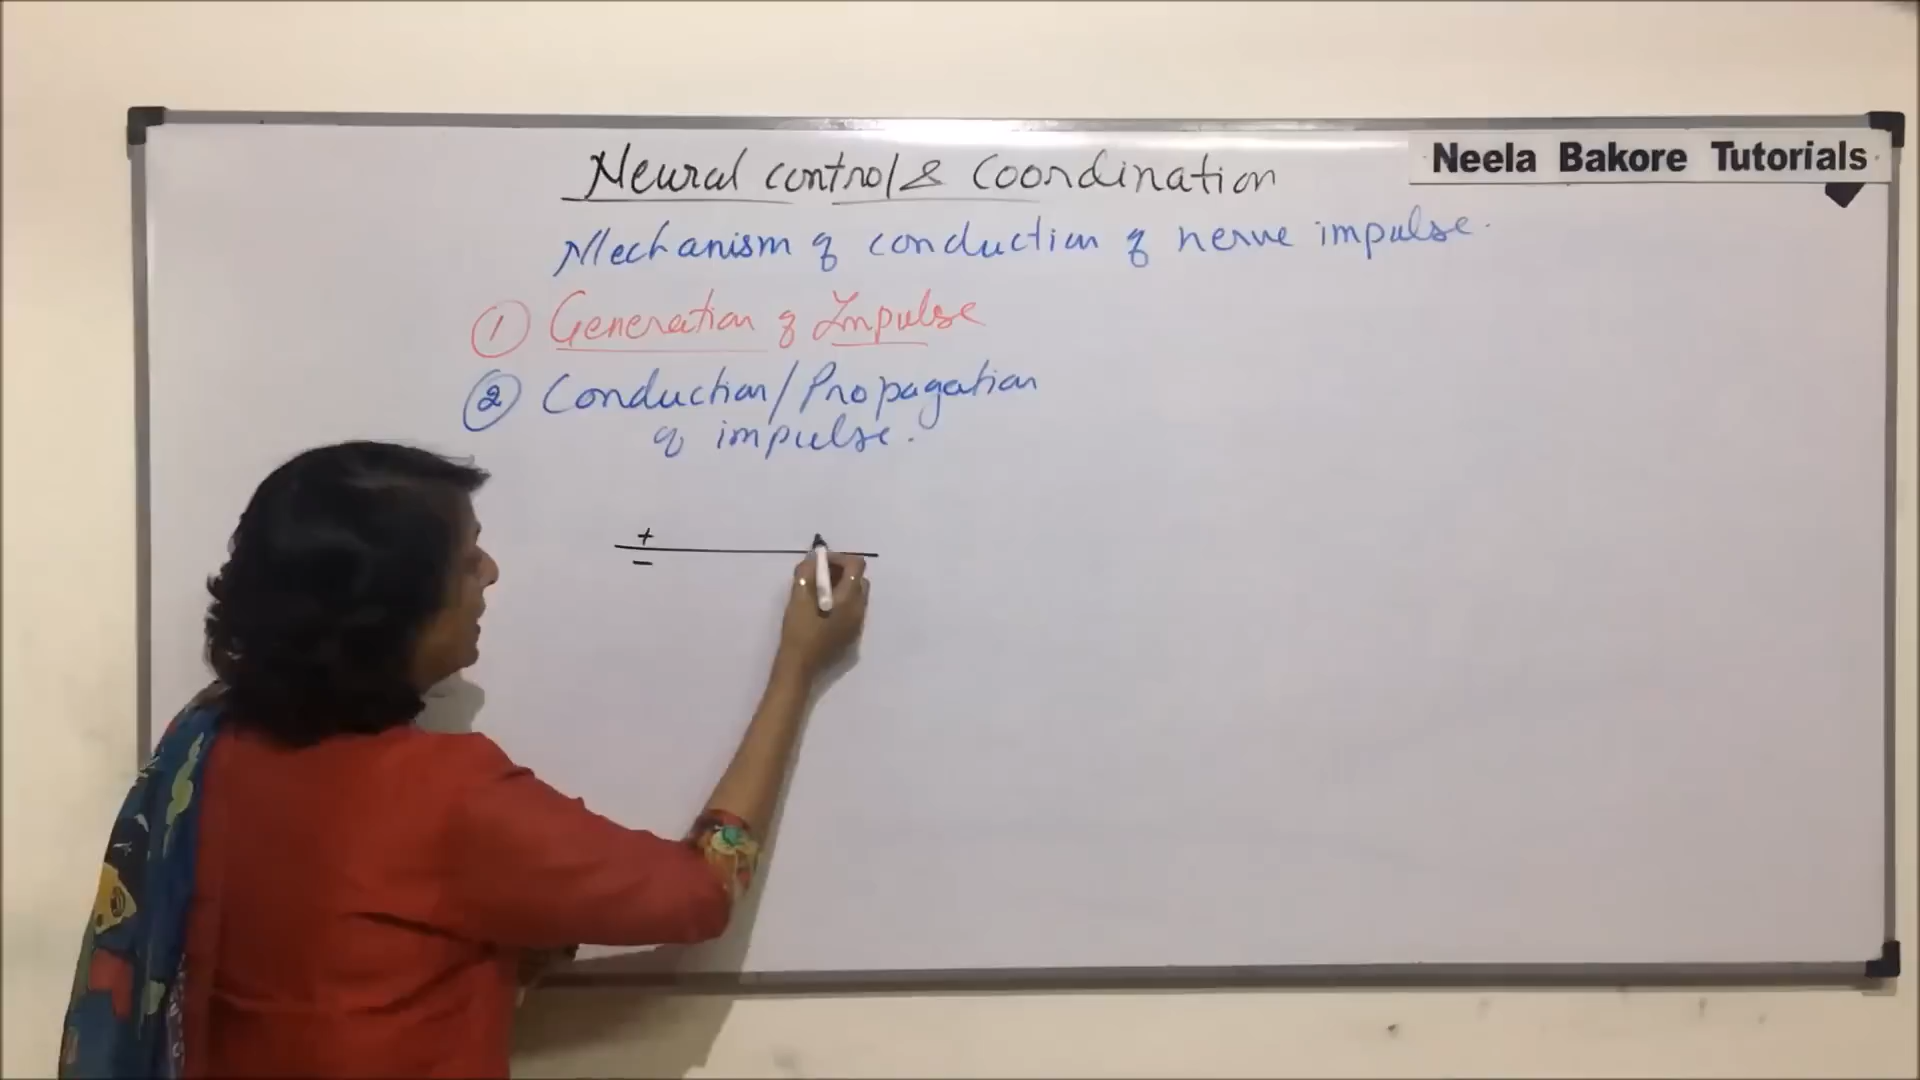 Neela Bakore Tutorials
Neural control & Coordination
Mechanism of conduction of nerve impulse.
① Generation of Impulse
② Conduction/Propagation
of impulse.
+
−